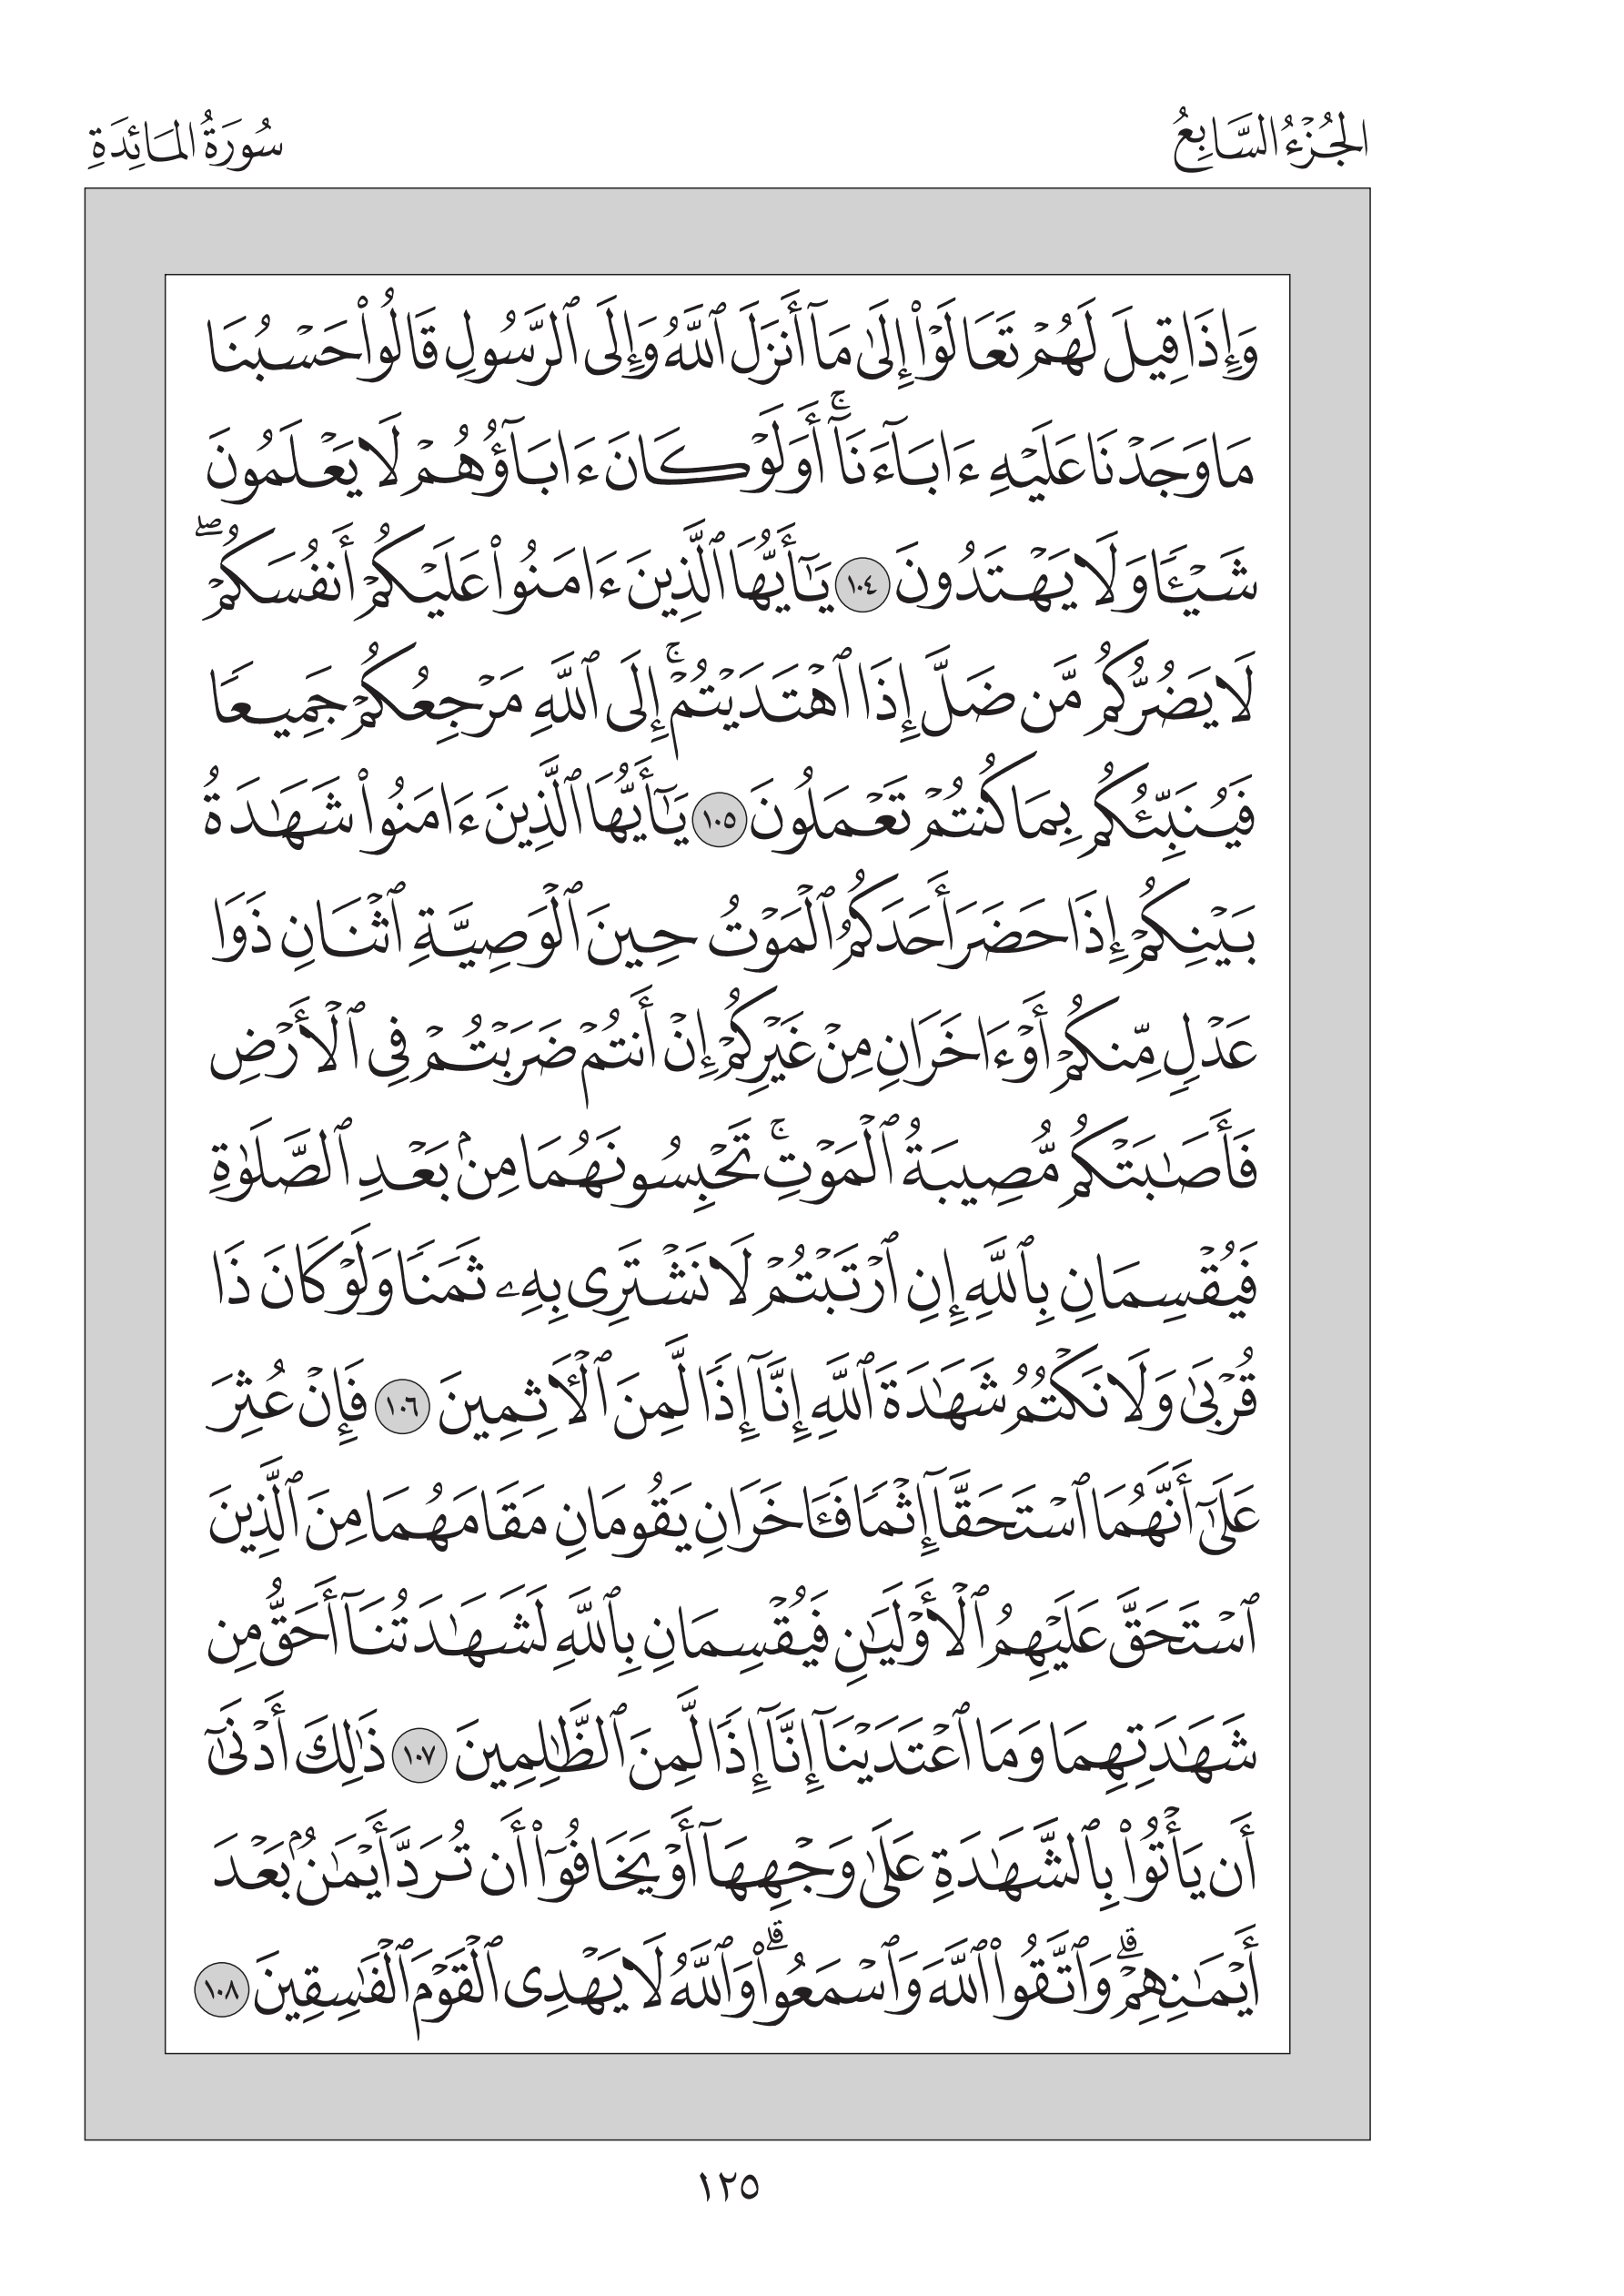 الجُزْءُ السَّابِعُ
سُورَةُ المَائِدَةِ
وَإِذَا قِيلَ لَهُمۡ تَعَالَوۡاْ إِلَىٰ مَآ أَنزَلَ ٱللَّهُ وَإِلَى ٱلرَّسُولِ قَالُواْ حَسۡبُنَا
مَا وَجَدۡنَا عَلَيۡهِ ءَابَآءَنَآۚ أَوَلَوۡ كَانَ ءَابَآؤُهُمۡ لَا يَعۡلَمُونَ
شَيۡـٔٗا وَلَا يَهۡتَدُونَ ١٠٤ يَٰٓأَيُّهَا ٱلَّذِينَ ءَامَنُواْ عَلَيۡكُمۡ أَنفُسَكُمۡۖ
لَا يَضُرُّكُم مَّن ضَلَّ إِذَا ٱهۡتَدَيۡتُمۡۚ إِلَى ٱللَّهِ مَرۡجِعُكُمۡ جَمِيعٗا
فَيُنَبِّئُكُم بِمَا كُنتُمۡ تَعۡمَلُونَ ١٠٥ يَٰٓأَيُّهَا ٱلَّذِينَ ءَامَنُواْ شَهَٰدَةُ
بَيۡنِكُمۡ إِذَا حَضَرَ أَحَدَكُمُ ٱلۡمَوۡتُ حِينَ ٱلۡوَصِيَّةِ ٱثۡنَانِ ذَوَا
عَدۡلٖ مِّنكُمۡ أَوۡ ءَاخَرَانِ مِنۡ غَيۡرِكُمۡ إِنۡ أَنتُمۡ ضَرَبۡتُمۡ فِي ٱلۡأَرۡضِ
فَأَصَٰبَتۡكُم مُّصِيبَةُ ٱلۡمَوۡتِۚ تَحۡبِسُونَهُمَا مِنۢ بَعۡدِ ٱلصَّلَوٰةِ
فَيُقۡسِمَانِ بِٱللَّهِ إِنِ ٱرۡتَبۡتُمۡ لَا نَشۡتَرِي بِهِۦ ثَمَنٗا وَلَوۡ كَانَ ذَا
قُرۡبَىٰ وَلَا نَكۡتُمُ شَهَٰدَةَ ٱللَّهِ إِنَّآ إِذٗا لَّمِنَ ٱلۡأٓثِمِينَ ١٠٦ فَإِنۡ عُثِرَ
عَلَىٰٓ أَنَّهُمَا ٱسۡتَحَقَّآ إِثۡمٗا فَـَٔاخَرَانِ يَقُومَانِ مَقَامَهُمَا مِنَ ٱلَّذِينَ
ٱسۡتَحَقَّ عَلَيۡهِمُ ٱلۡأَوۡلَيَٰنِ فَيُقۡسِمَانِ بِٱللَّهِ لَشَهَٰدَتُنَآ أَحَقُّ مِن
شَهَٰدَتِهِمَا وَمَا ٱعۡتَدَيۡنَآ إِنَّآ إِذٗا لَّمِنَ ٱلظَّٰلِمِينَ ١٠٧ ذَٰلِكَ أَدۡنَىٰٓ
أَن يَأۡتُواْ بِٱلشَّهَٰدَةِ عَلَىٰ وَجۡهِهَآ أَوۡ يَخَافُوٓاْ أَن تُرَدَّ أَيۡمَٰنُۢ بَعۡدَ
أَيۡمَٰنِهِمۡۗ وَٱتَّقُواْ ٱللَّهَ وَٱسۡمَعُواْۗ وَٱللَّهُ لَا يَهۡدِي ٱلۡقَوۡمَ ٱلۡفَٰسِقِينَ ١٠٨
١٢٥